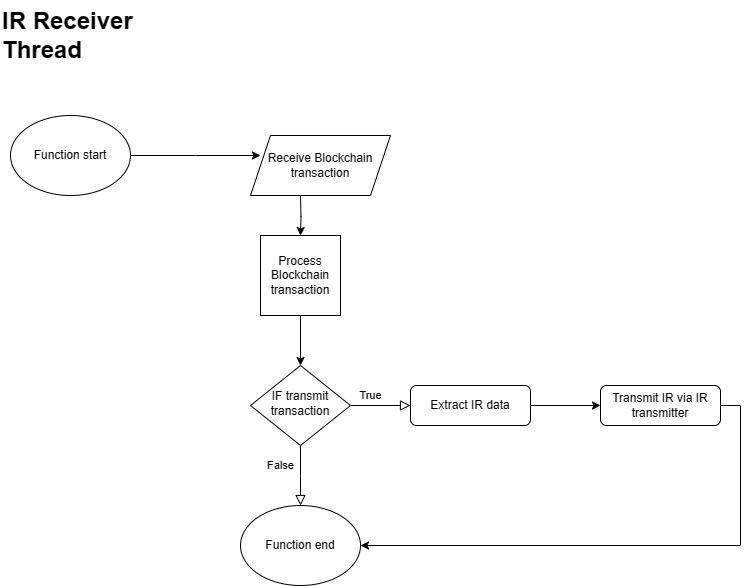 IR Receiver
Thread
Function start
Receive Blockchain
transaction
Process
Blockchain
transaction
IF transmit
transaction
True
Extract IR data
Transmit IR via IR
transmitter
False
Function end